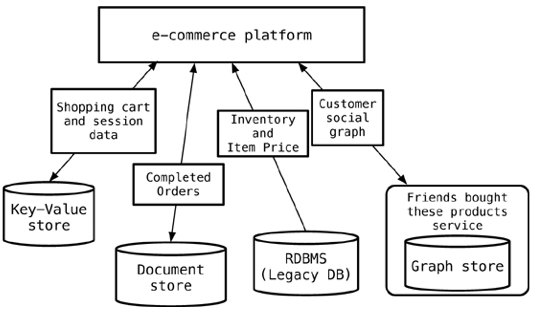 e-commerce platform
Shopping cart
and session
data
Completed
Orders
Inventory
and
Item Price
Customer
social
graph
Key-Value
store
Document
store
RDBMS
(Legacy DB)
Friends bought
these products
service
Graph store